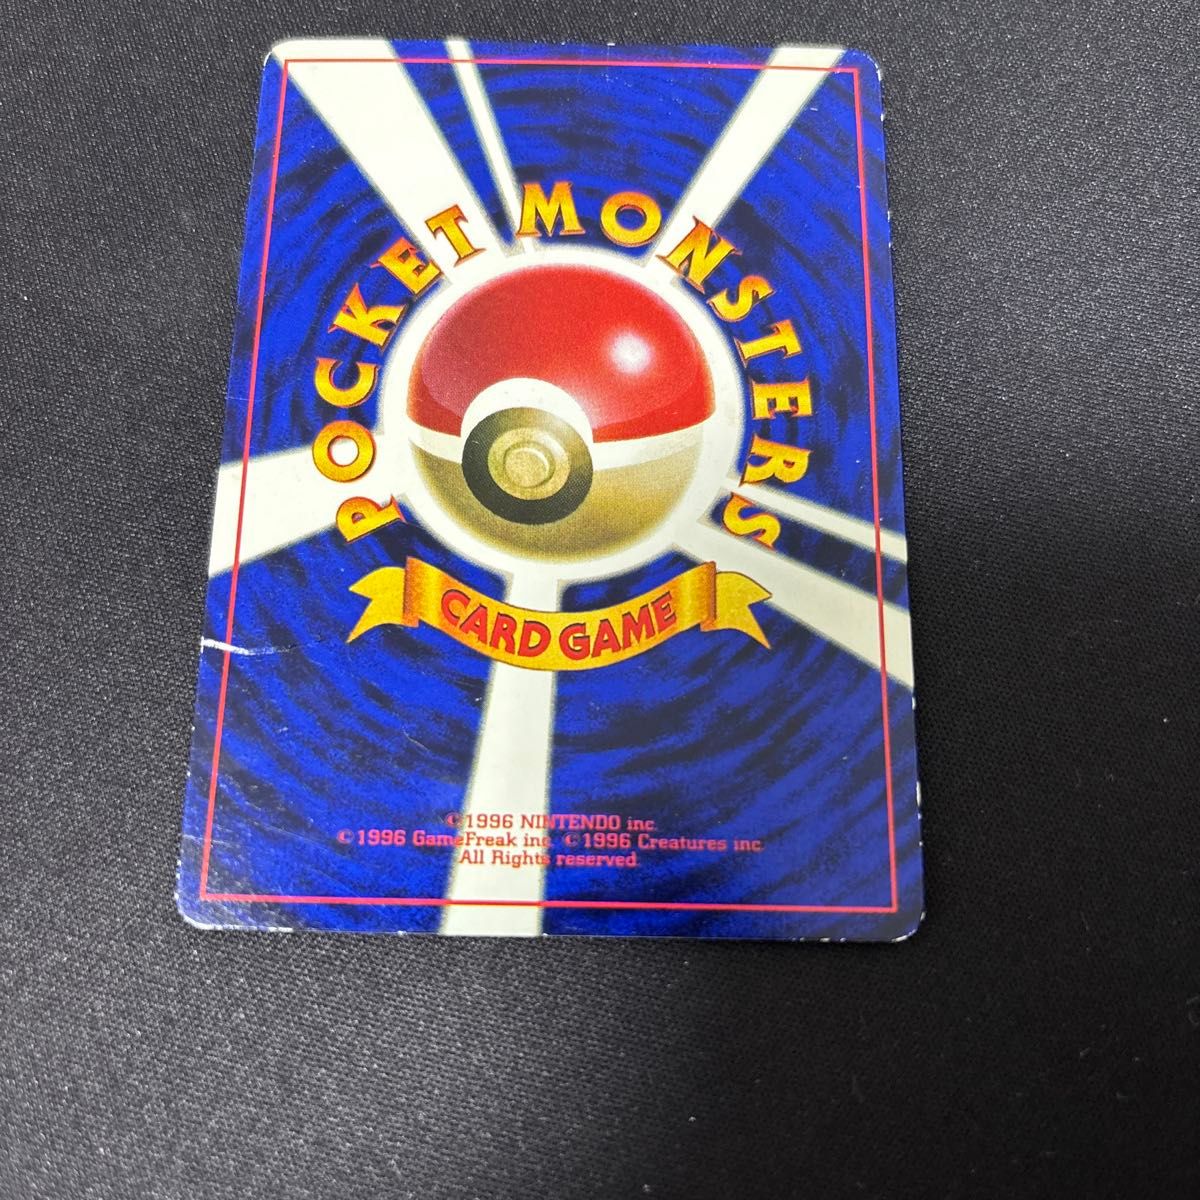 POCKET MONSTERS
CARD GAME
©1996 NINTENDO inc.
©1996 GameFreak inc. ©1996 Creatures inc.
All Rights reserved.